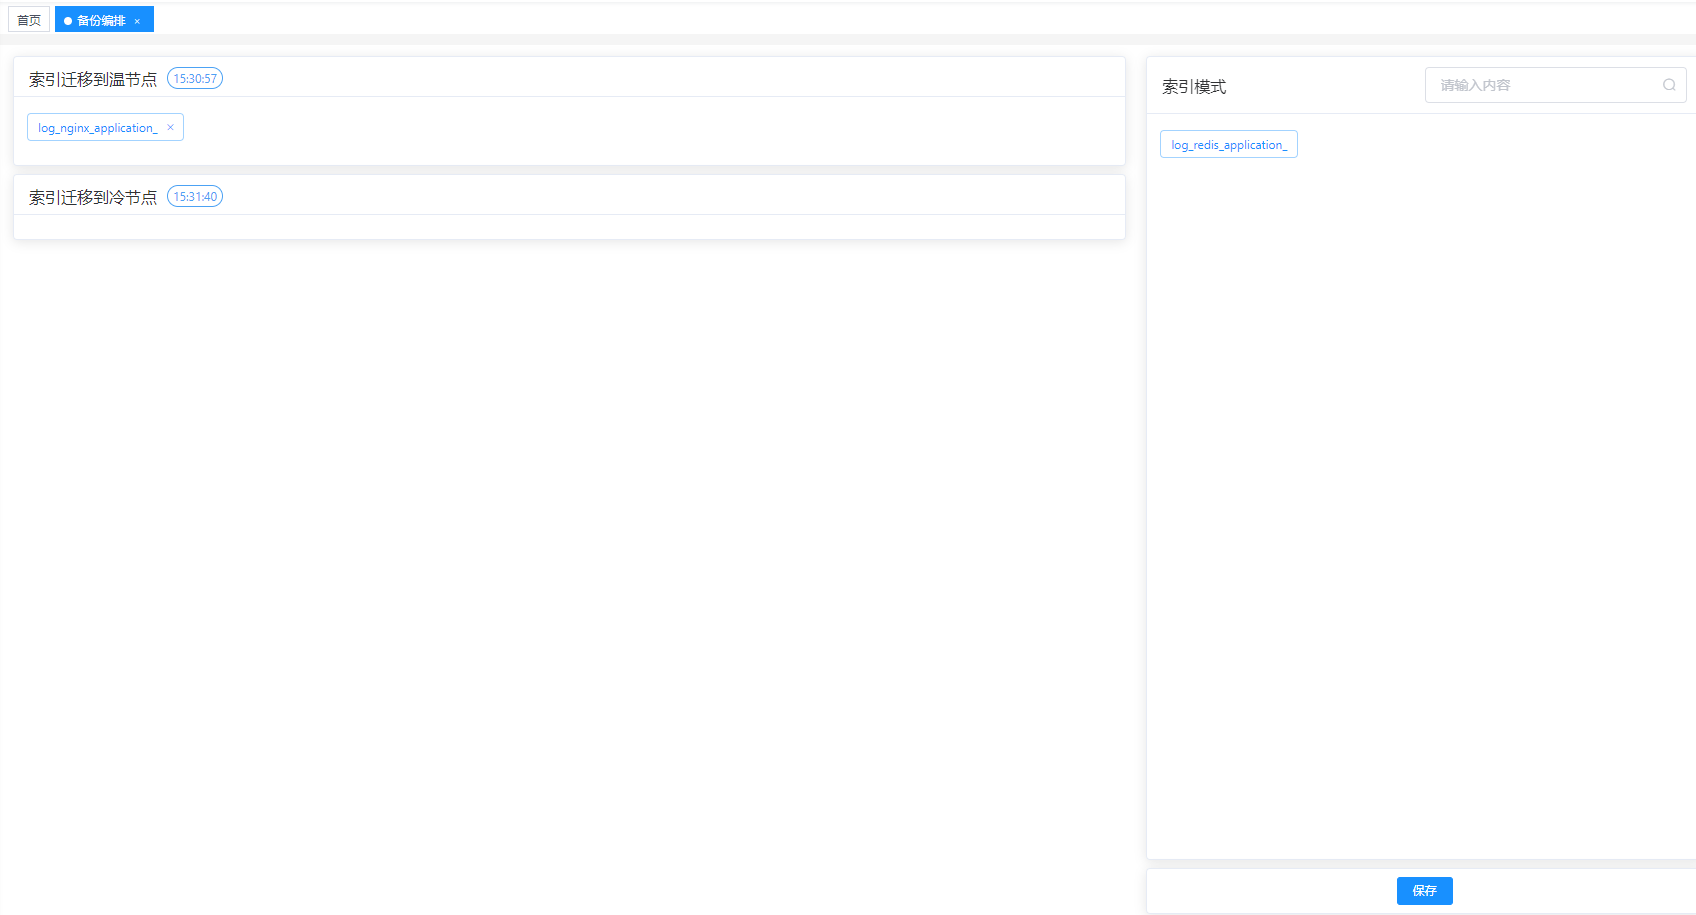 首页
备份编排 ×
索引迁移到温节点 15:30:57
log_nginx_application_ ×
索引迁移到冷节点 15:31:40
索引模式
请输入内容
log_redis_application_
保存